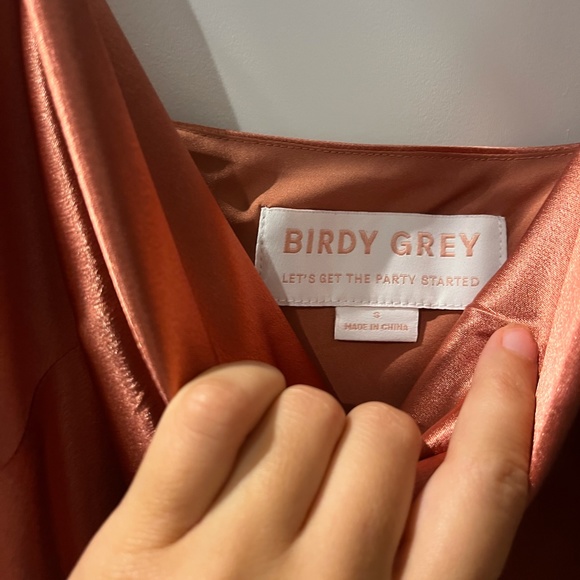 BIRDY GREY
LET'S GET THE PARTY STARTED
S
MADE IN CHINA